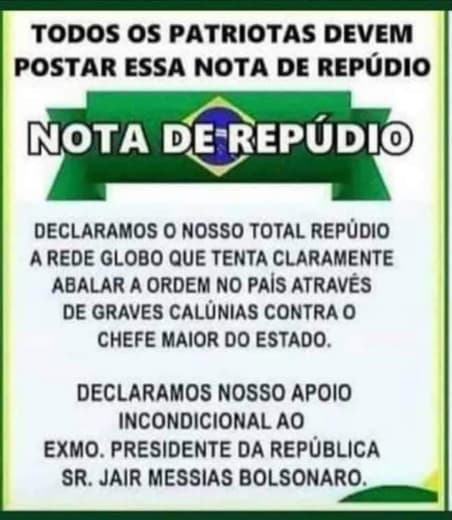 TODOS OS PATRIOTAS DEVEM
POSTAR ESSA NOTA DE REPÚDIO
NOTA DE REPÚDIO
DECLARAMOS O NOSSO TOTAL REPÚDIO
A REDE GLOBO QUE TENTA CLARAMENTE
ABALAR A ORDEM NO PAÍS ATRAVÉS
DE GRAVES CALÚNIAS CONTRA O
CHEFE MAIOR DO ESTADO.
DECLARAMOS NOSSO APOIO
INCONDICIONAL AO
EXMO. PRESIDENTE DA REPÚBLICA
SR. JAIR MESSIAS BOLSONARO.